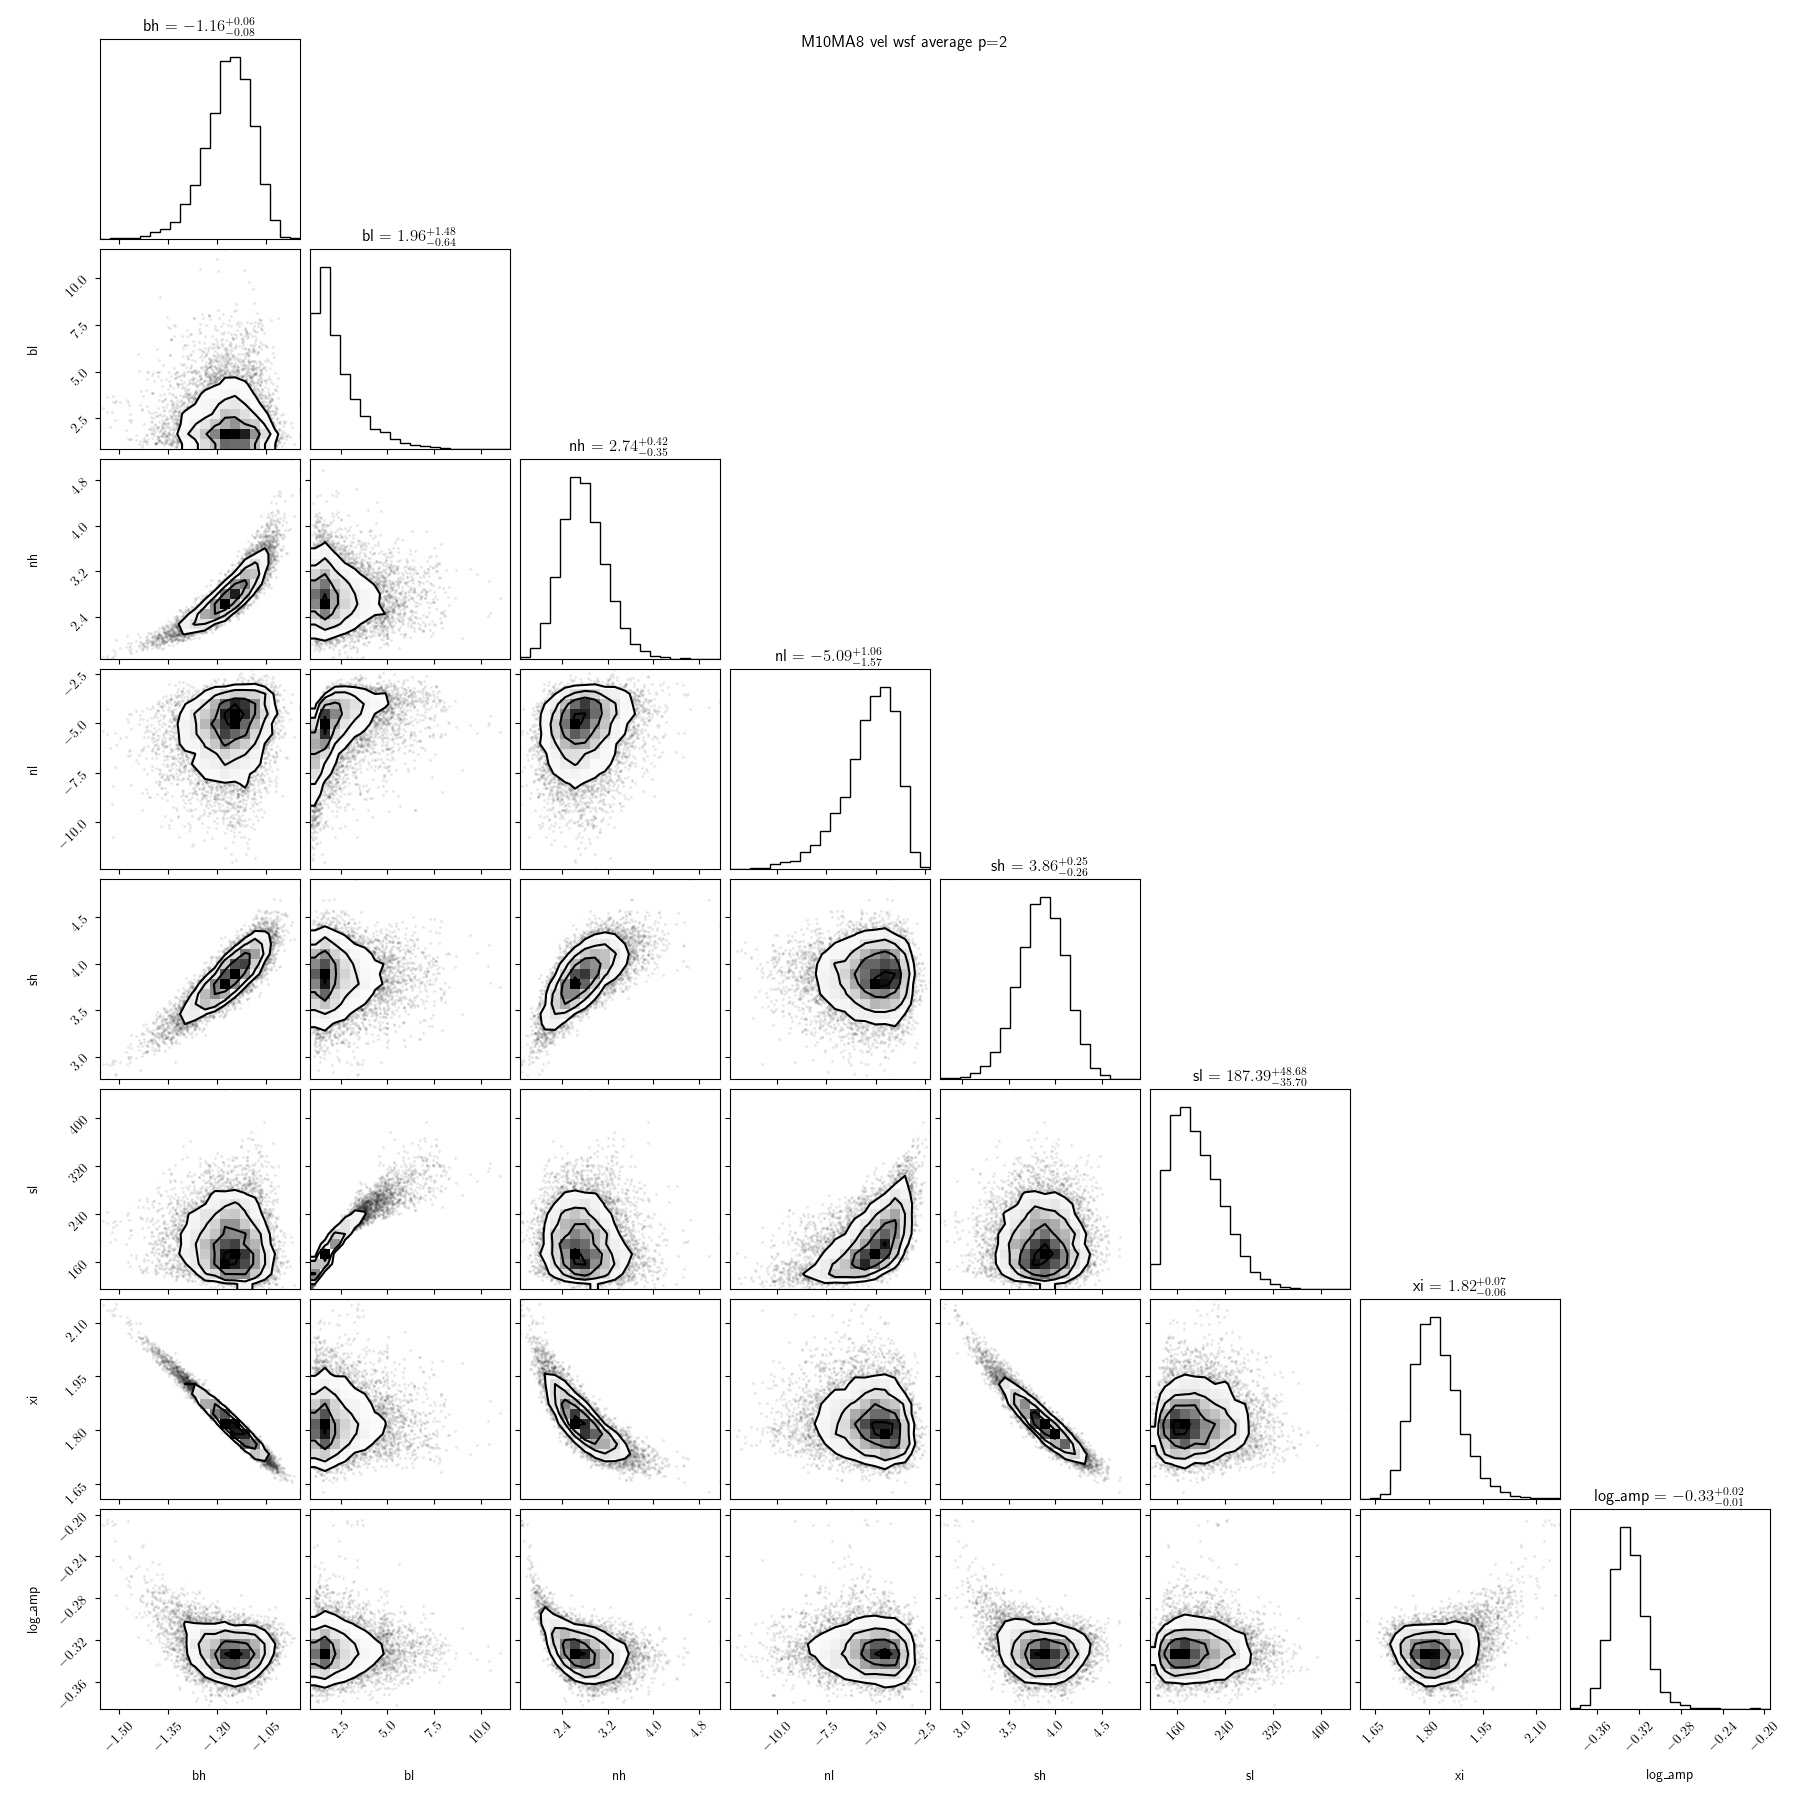 M10MA8 vel wsf average p=2
bh = −1.16+0.06−0.08
bl = 1.96+1.48−0.64
10.0
7.5
5.0
2.5
bl
nh = 2.74+0.42−0.35
4.8
4.0
3.2
2.4
nh
nl = −5.09+1.06−1.57
−2.5
−5.0
−7.5
−10.0
nl
sh = 3.86+0.25−0.26
4.5
4.0
3.5
3.0
sh
sl = 187.39+48.68−35.70
400
320
240
160
sl
xi = 1.82+0.07−0.06
2.10
1.95
1.80
1.65
xi
log_amp = −0.33+0.02−0.01
−0.20
−0.24
−0.28
−0.32
−0.36
log_amp
−1.50 −1.35 −1.20 −1.05
2.5 5.0 7.5 10.0
2.4 3.2 4.0 4.8
−10.0 −7.5 −5.0 −2.5
3.0 3.5 4.0 4.5
160 240 320 400
1.65 1.80 1.95 2.10
−0.36 −0.32 −0.28 −0.24 −0.20
bh bl nh nl sh sl xi log_amp